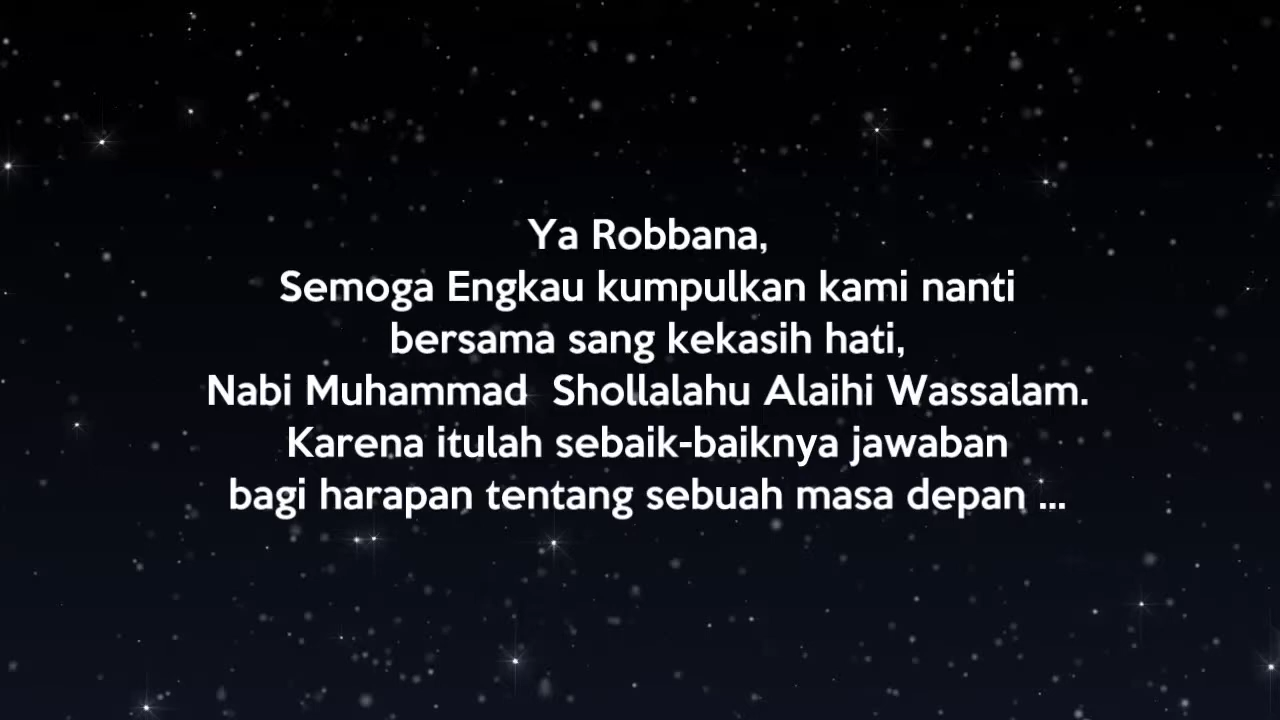 Ya Robbana,
Semoga Engkau kumpulkan kami nanti
bersama sang kekasih hati,
Nabi Muhammad  Shollalahu Alaihi Wassalam.
Karena itulah sebaik-baiknya jawaban
bagi harapan tentang sebuah masa depan ...